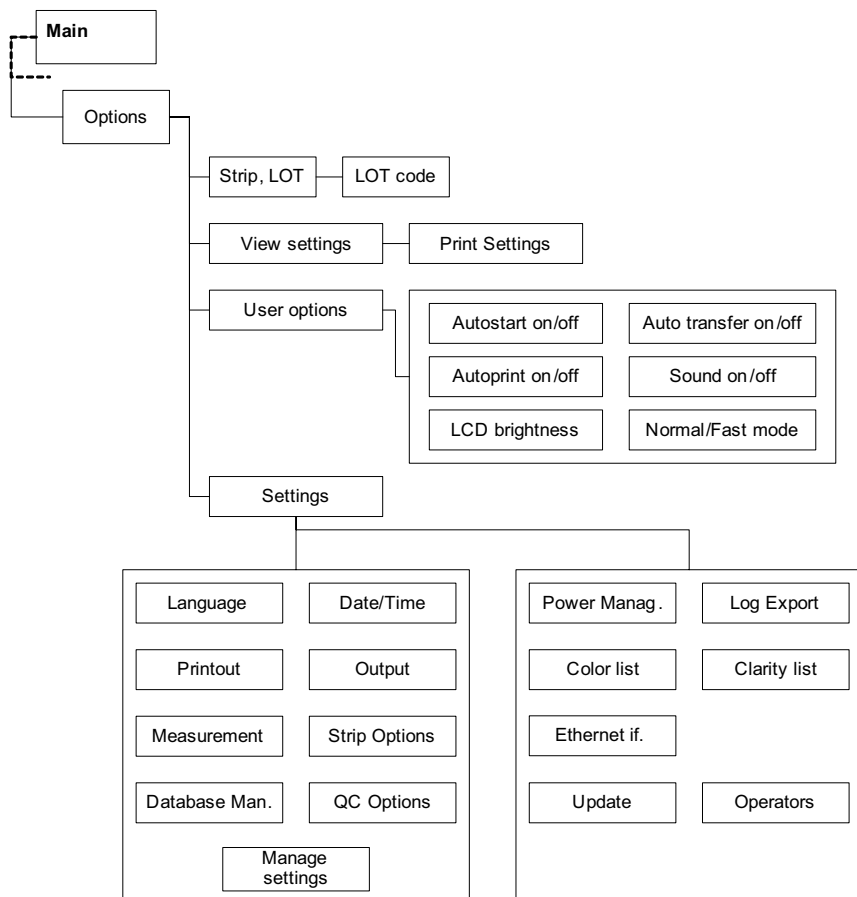 Main
Options
Strip, LOT
LOT code
View settings
Print Settings
User options
Autostart on/off
Auto transfer on/off
Autoprint on/off
Sound on/off
LCD brightness
Normal/Fast mode
Settings
Language
Date/Time
Printout
Output
Measurement
Strip Options
Database Man.
QC Options
Manage
settings
Power Manag.
Log Export
Color list
Clarity list
Ethernet if.
Update
Operators